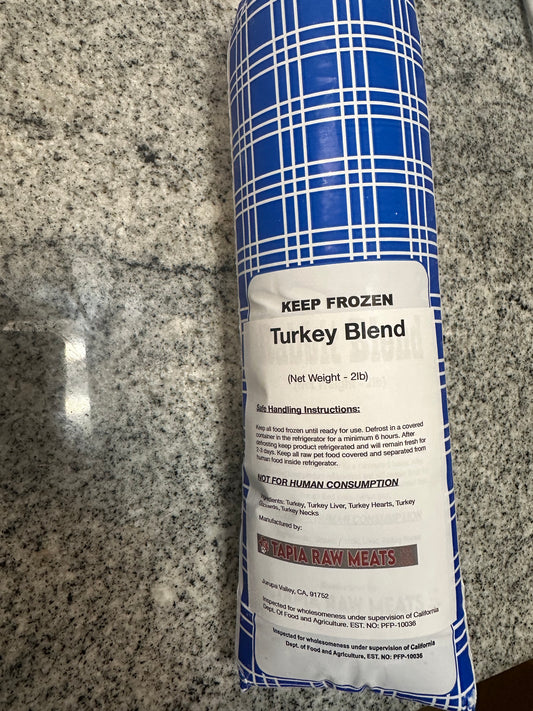 KEEP FROZEN
Turkey Blend
(Net Weight - 2lb)
Safe Handling Instructions:
Keep all food frozen until ready for use. Defrost in a covered
container in the refrigerator for a minimum 6 hours. After
defrosting keep product refrigerated and will remain fresh for
2-3 days. Keep all raw pet food covered and separated from
human food inside refrigerator.
NOT FOR HUMAN CONSUMPTION
Ingredients: Turkey, Turkey Liver, Turkey Hearts, Turkey
Gizzards, Turkey Necks
Manufactured by:
TAPIA RAW MEATS
Jurupa Valley, CA, 91752
Inspected for wholesomeness under supervision of California
Dept. Of Food and Agriculture. EST. NO: PFP-10036
Inspected for wholesomeness under supervision of California
Dept. of Food and Agriculture. EST. NO: PFP-10036